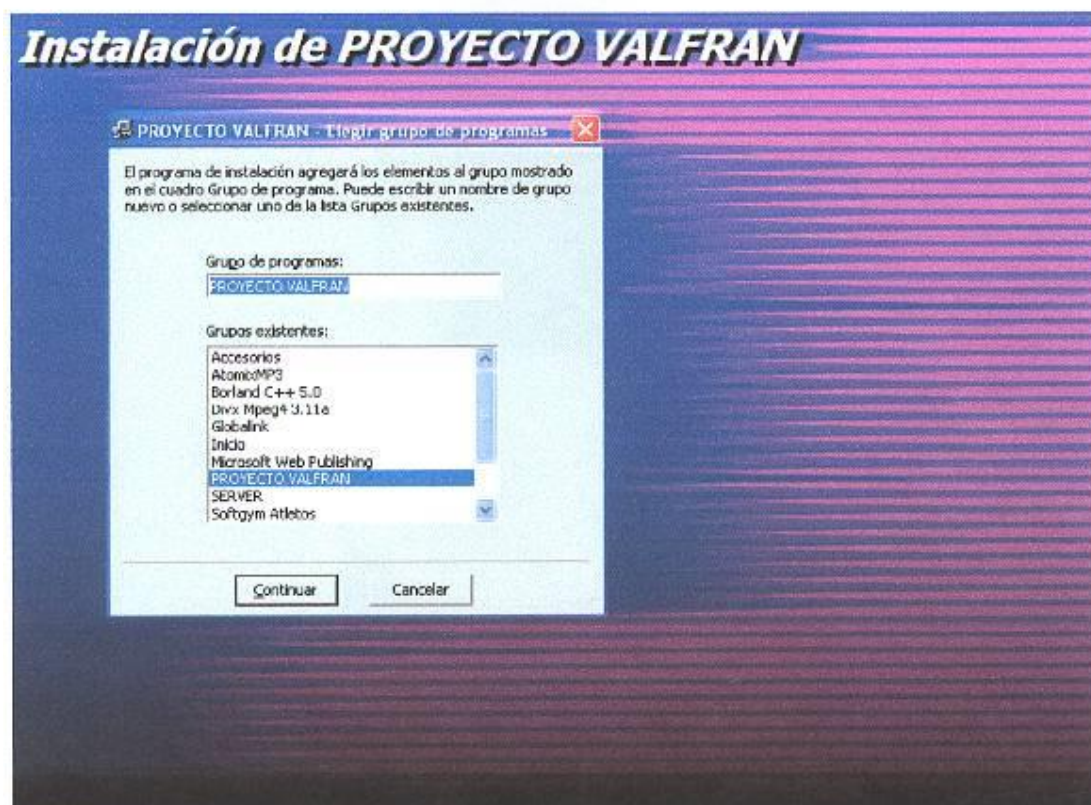 Instalación de PROYECTO VALFRAN
PROYECTO VALFRAN - Elegir grupo de programas
El programa de instalación agregará los elementos al grupo mostrado
en el cuadro Grupo de programa. Puede escribir un nombre de grupo
nuevo o seleccionar uno de la lista Grupos existentes.
Grupo de programas:
PROYECTO VALFRAN
Grupos existentes:
Accesorios
AtomixMP3
Borland C++ 5.0
Divx Mpeg4 3.11a
Globalink
Inicio
Microsoft Web Publishing
PROYECTO VALFRAN
SERVER
Softgym Atletos
Continuar Cancelar